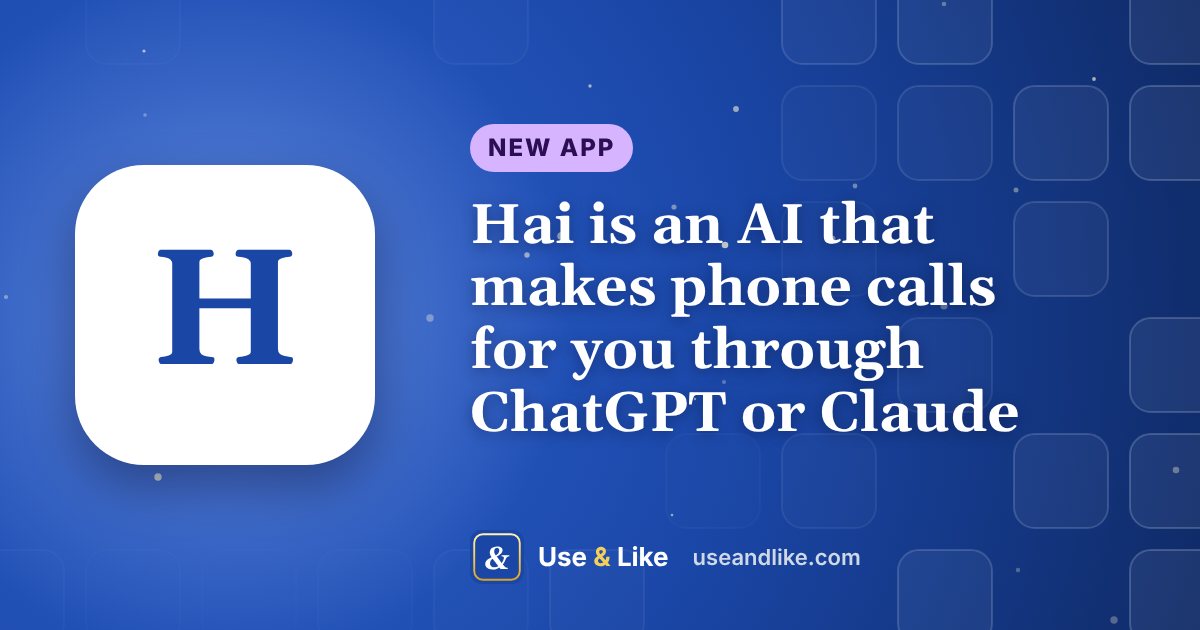 H
NEW APP
Hai is an AI that
makes phone calls
for you through
ChatGPT or Claude
& Use & Like useandlike.com